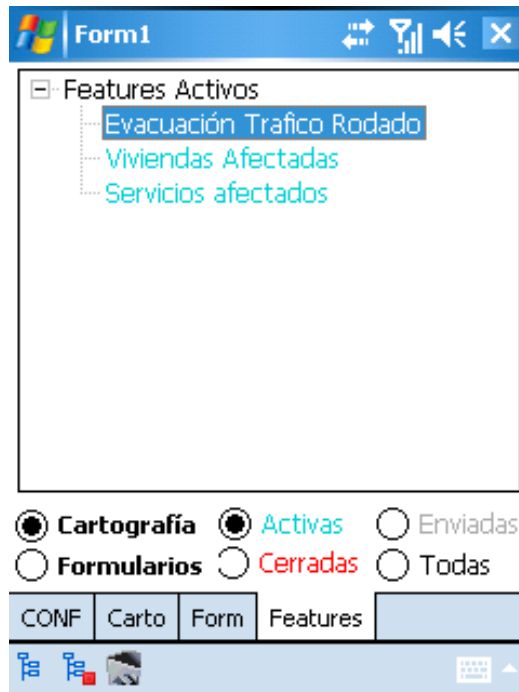 Form1
Features Activos
Evacuación Trafico Rodado
Viviendas Afectadas
Servicios afectados
Cartografía Activas Enviadas
Formularios Cerradas Todas
CONF Carto Form Features